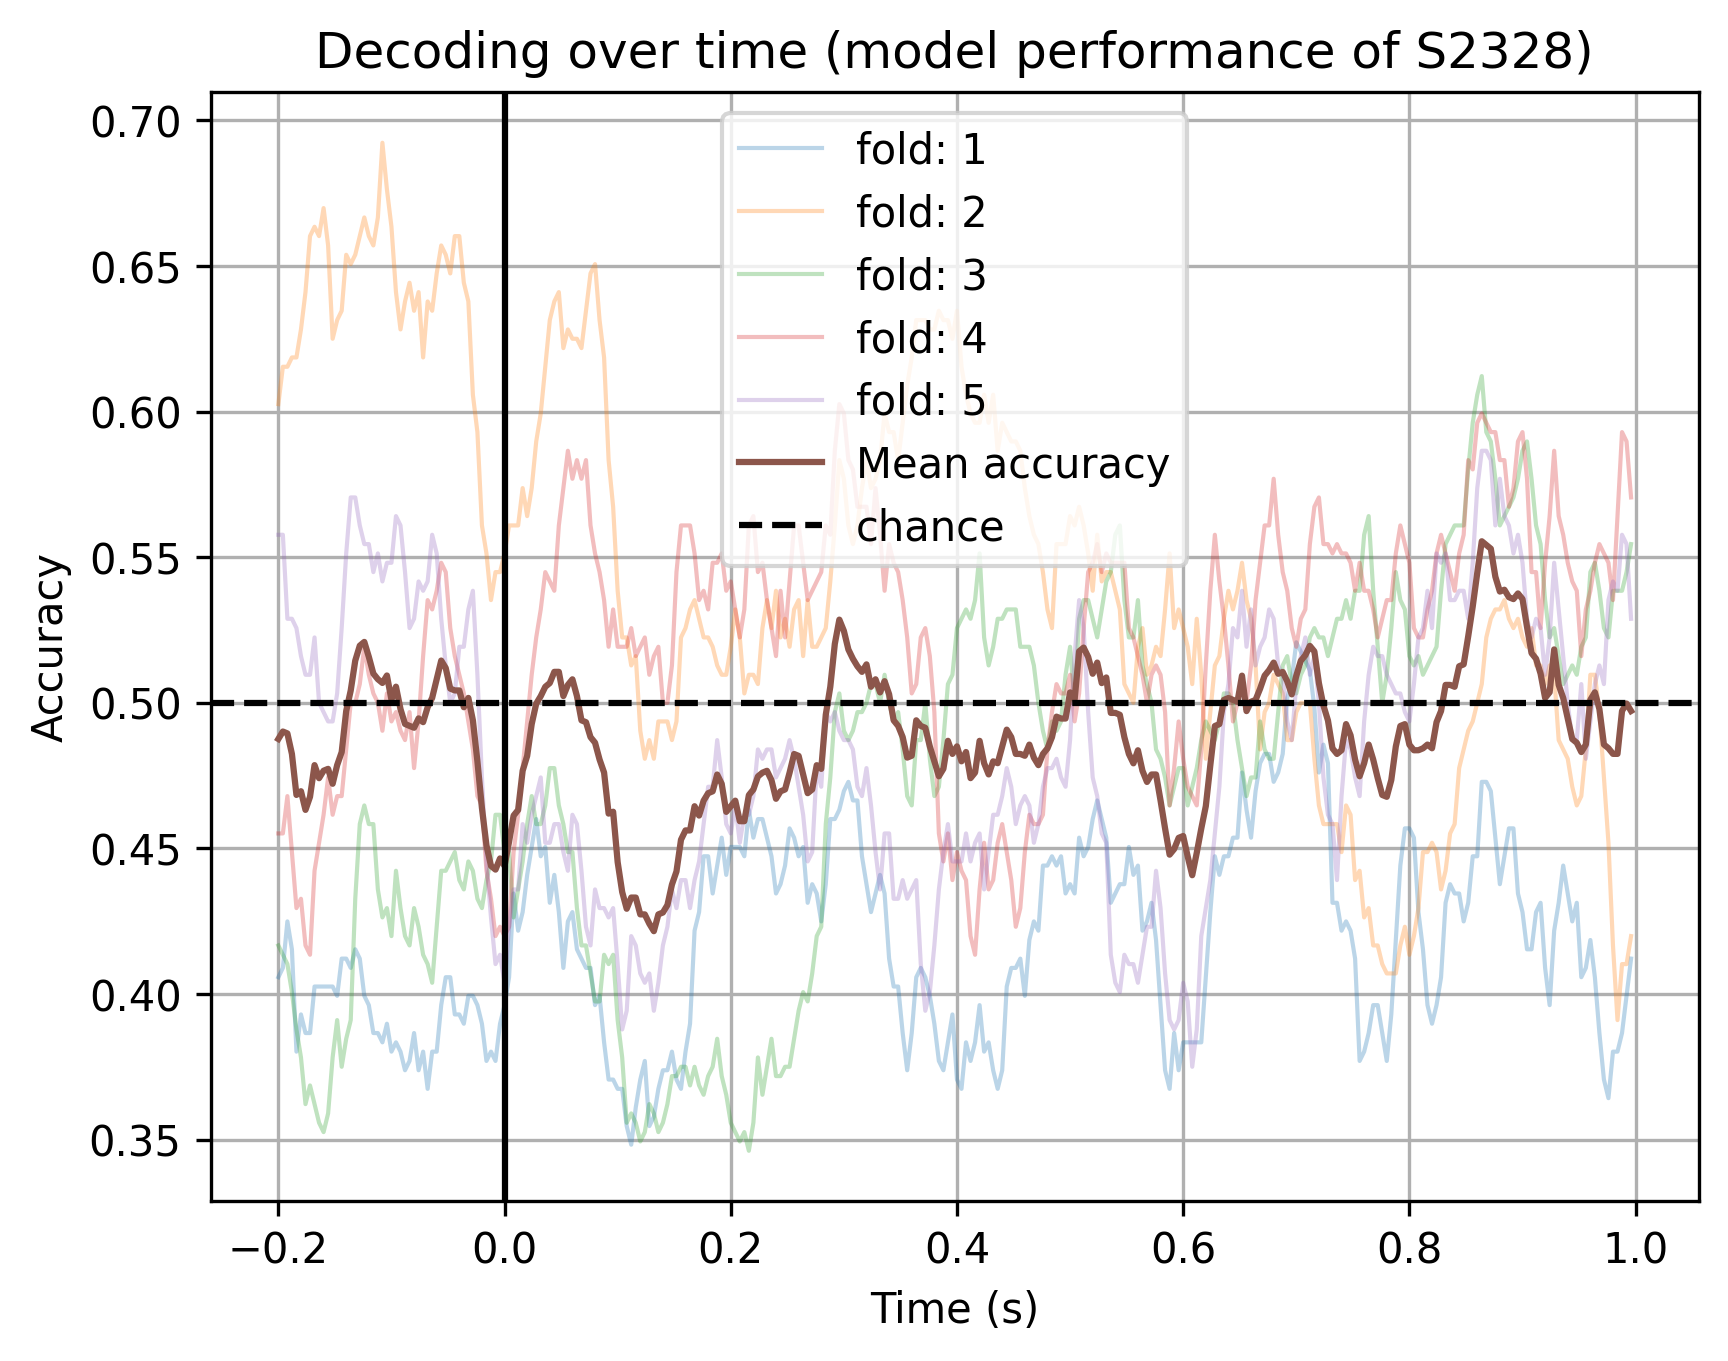 Decoding over time (model performance of S2328)
Accuracy
0.70
0.65
0.60
0.55
0.50
0.45
0.40
0.35
fold: 1
fold: 2
fold: 3
fold: 4
fold: 5
Mean accuracy
chance
−0.2 0.0 0.2 0.4 0.6 0.8 1.0
Time (s)